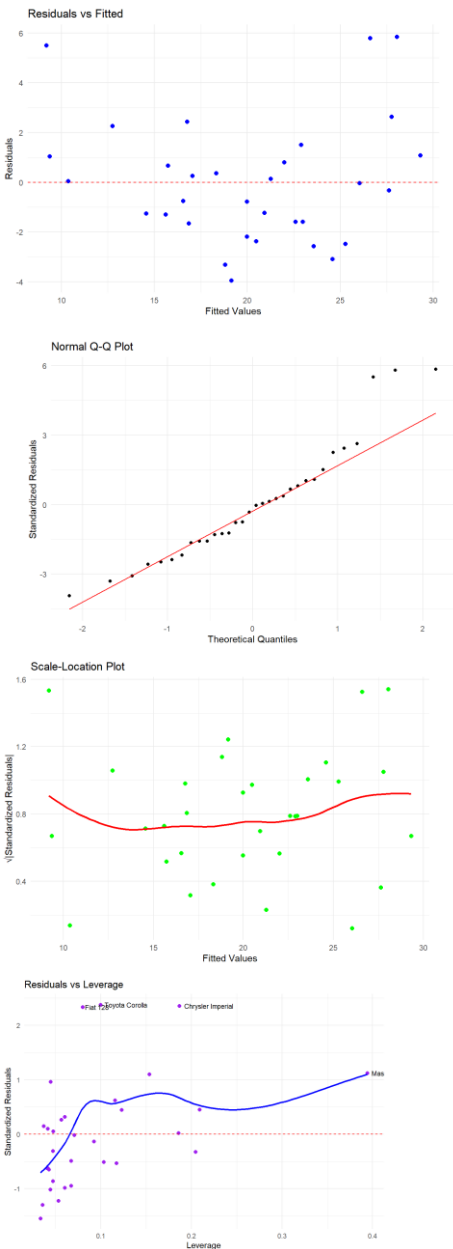 Residuals vs Fitted
6
4
2
0
-2
-4
Residuals
10 15 20 25 30
Fitted Values
Normal Q-Q Plot
6
3
0
-3
Standardized Residuals
-2 -1 0 1 2
Theoretical Quantiles
Scale-Location Plot
1.6
1.2
0.8
0.4
√|Standardized Residuals|
10 15 20 25 30
Fitted Values
Residuals vs Leverage
Fiat 128 Toyota Corolla Chrysler Imperial
2
1
Mas
0
-1
Standardized Residuals
0.1 0.2 0.3 0.4
Leverage